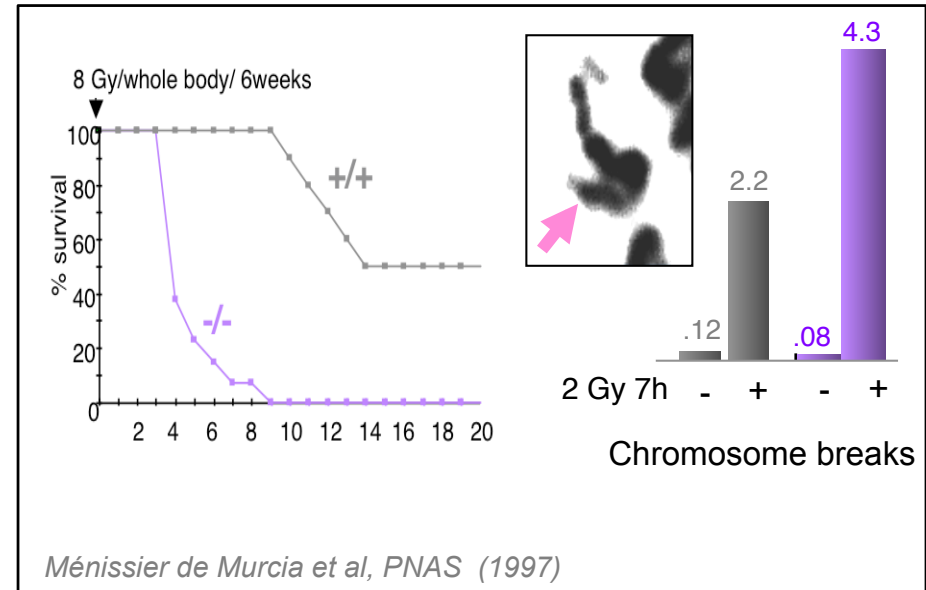 8 Gy/whole body/ 6weeks
% survival
100
80
60
40
20
0
2 4 6 8 10 12 14 16 18 20
+/+
-/-
4.3
2.2
.12
.08
2 Gy 7h - + - +
Chromosome breaks
Ménissier de Murcia et al, PNAS (1997)